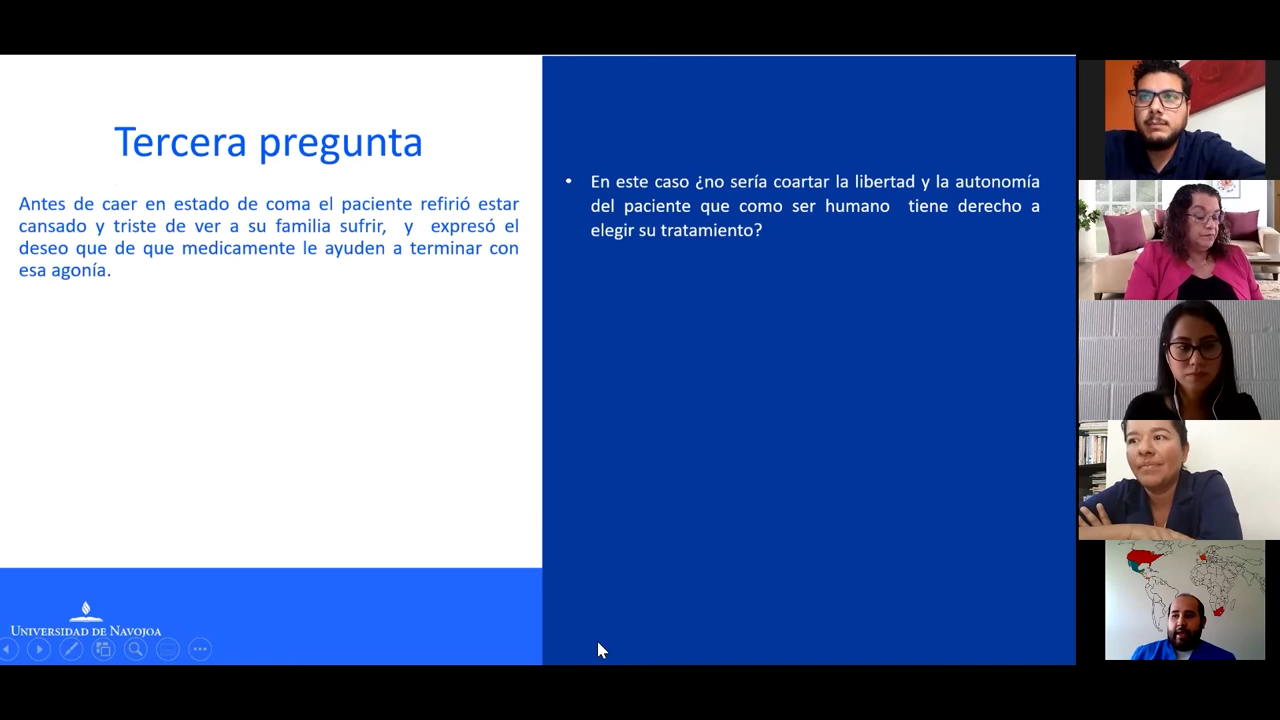 Tercera pregunta
Antes de caer en estado de coma el paciente refirió estar
cansado y triste de ver a su familia sufrir, y expresó el
deseo que de que medicamente le ayuden a terminar con
esa agonía.
• En este caso ¿no sería coartar la libertad y la autonomía
del paciente que como ser humano tiene derecho a
elegir su tratamiento?
UNIVERSIDAD DE NAVOJOA